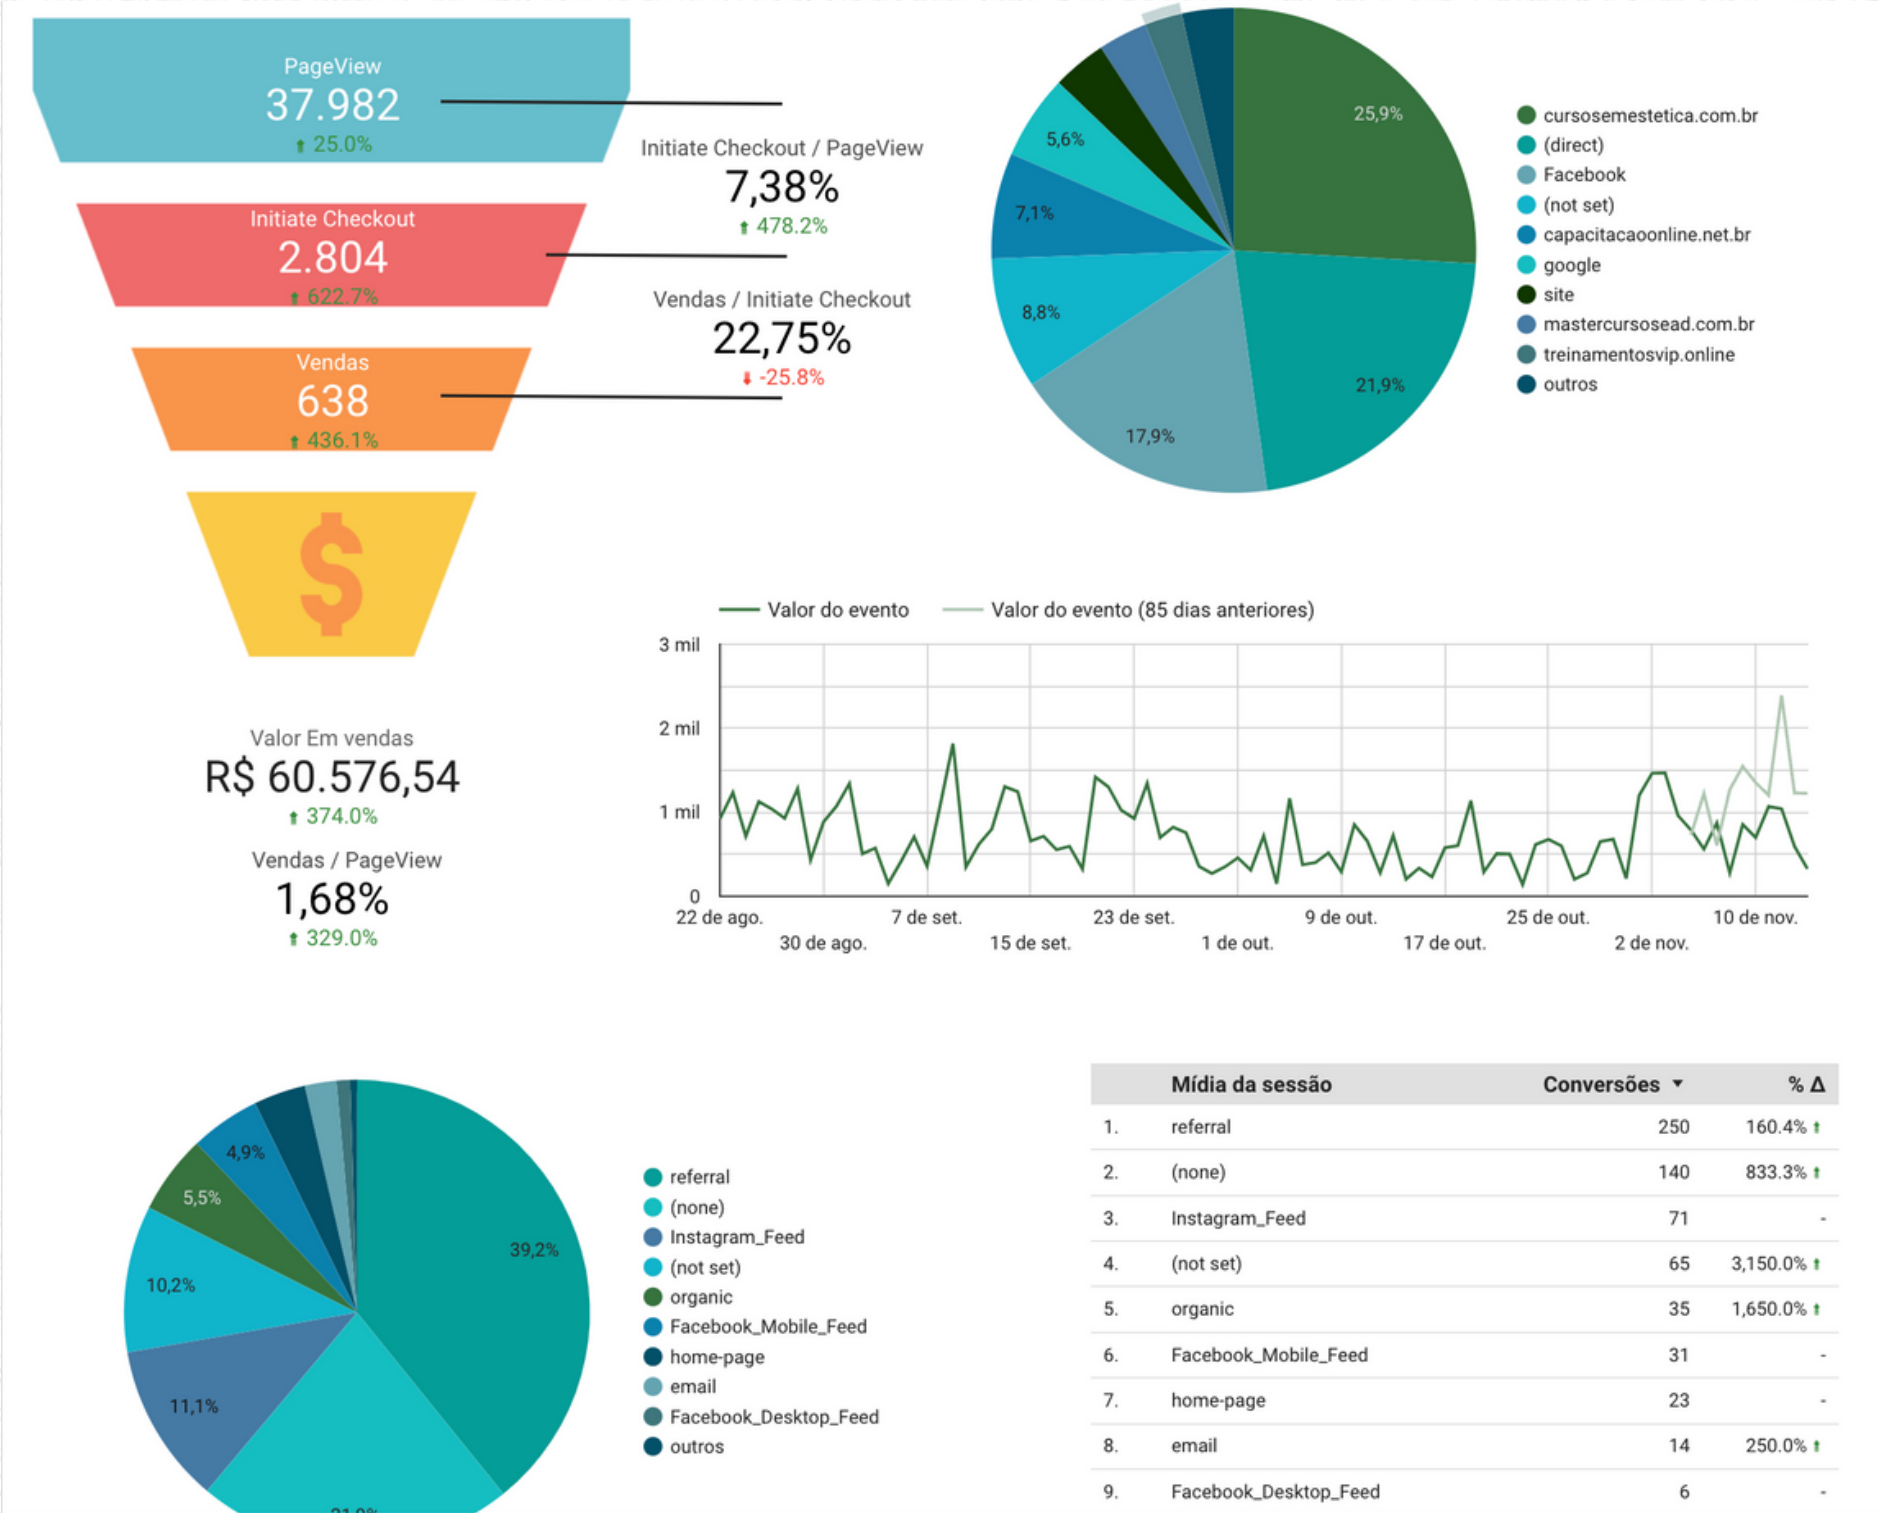 PageView
37.982
25.0%
Initiate Checkout / PageView
7,38%
478.2%
Initiate Checkout
2.804
622.7%
Vendas / Initiate Checkout
22,75%
-25.8%
Vendas
638
436.1%
$
Valor Em vendas
R$ 60.576,54
374.0%
Vendas / PageView
1,68%
329.0%
25,9%
21,9%
17,9%
8,8%
7,1%
5,6%
cursosemestetica.com.br
(direct)
Facebook
(not set)
capacitacaoonline.net.br
google
site
mastercursosead.com.br
treinamentosvip.online
outros
Valor do evento
Valor do evento (85 dias anteriores)
3 mil
2 mil
1 mil
0
22 de ago.
30 de ago.
7 de set.
15 de set.
23 de set.
1 de out.
9 de out.
17 de out.
25 de out.
2 de nov.
10 de nov.
39,2%
11,1%
10,2%
5,5%
4,9%
referral
(none)
Instagram_Feed
(not set)
organic
Facebook_Mobile_Feed
home-page
email
Facebook_Desktop_Feed
outros
Mídia da sessão Conversões % Δ
1. referral 250 160.4%
2. (none) 140 833.3%
3. Instagram_Feed 71 -
4. (not set) 65 3,150.0%
5. organic 35 1,650.0%
6. Facebook_Mobile_Feed 31 -
7. home-page 23 -
8. email 14 250.0%
9. Facebook_Desktop_Feed 6 -